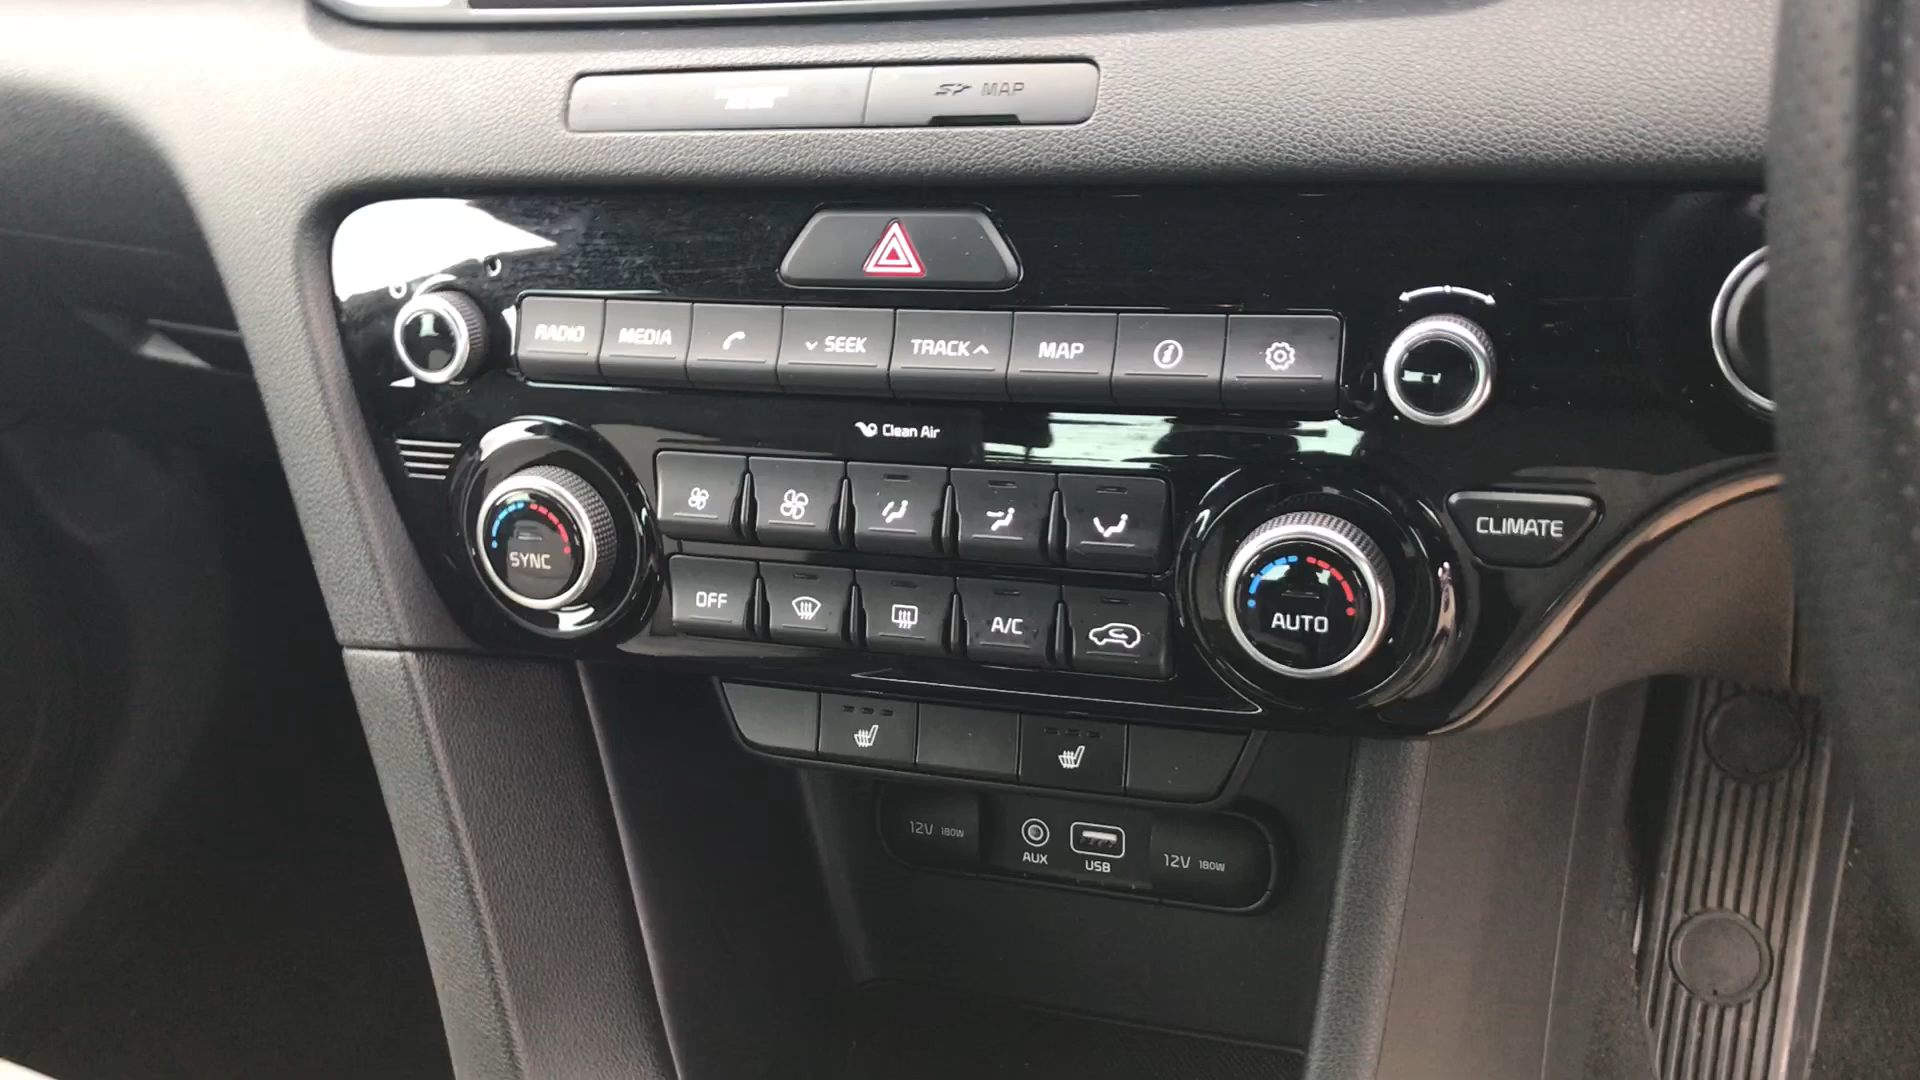 MAP
RADIO MEDIA SEEK TRACK MAP
Clean Air
SYNC
CLIMATE
OFF A/C AUTO
12V 180W AUX USB 12V 180W